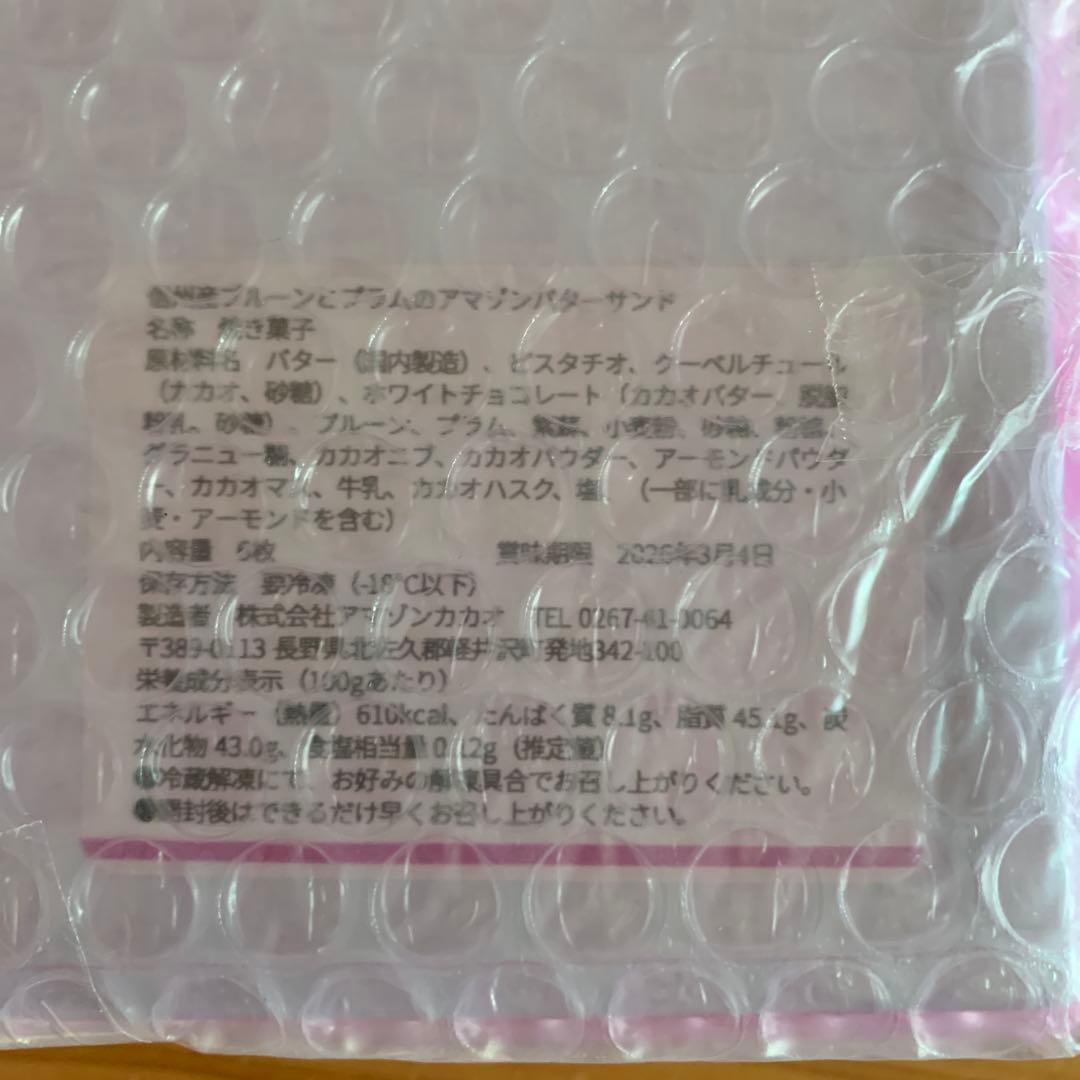 信州産プルーンとプラムのアマゾンバターサンド
名称 焼き菓子
原材料名 バター（国内製造）、ピスタチオ、クーベルチュール
（カカオ、砂糖）、ホワイトチョコレート（カカオバター、脱脂
粉乳、砂糖）、プルーン、プラム、小麦粉、砂糖、
グラニュー糖、カカオニブ、カカオパウダー、アーモンドパウダ
ー、カカオマス、牛乳、カカオハスク、塩、（一部に乳成分・小
麦・アーモンドを含む）
内容量 6枚 賞味期限 2026年3月4日
保存方法 要冷凍（-18℃以下）
製造者 株式会社アマゾンカカオ TEL 0267-41-0064
〒389-0113 長野県北佐久郡軽井沢町発地342-100
栄養成分表示（100gあたり）
エネルギー（熱量）610kcal、たんぱく質 8.1g、脂質 45.1g、炭
水化物 43.0g、食塩相当量 0.12g（推定値）
●冷蔵解凍にて、お好みの解凍具合でお召し上がりください。
●開封後はできるだけ早くお召し上がりください。